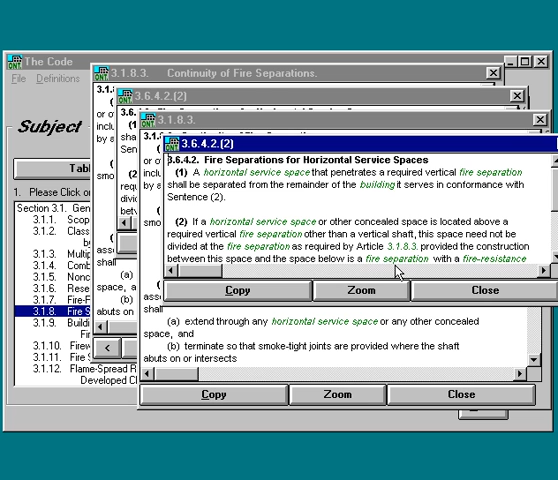 The Code
File Definitions
Subject
1. Please Click or
Section 3.1. Gen
3.1.1. Scop
3.1.2. Class
3.1.3. Multip
3.1.4. Comb
3.1.5. Nonc
3.1.6. Rese
3.1.7. Fire-F
3.1.8. Fire S
3.1.9. Buildi
Fir
3.1.10. Firew
3.1.11. Fire S
3.1.12. Flame-Spread R
Developed Cl
ONT. 3.1.8.3. Continuity of Fire Separations.
ONT. 3.6.4.2.(2)
ONT. 3.1.8.3.
ONT. 3.6.4.2.(2)
3.6.4.2. Fire Separations for Horizontal Service Spaces
(1) A horizontal service space that penetrates a required vertical fire separation
shall be separated from the remainder of the building it serves in conformance with
Sentence (2).
(2) If a horizontal service space or other concealed space is located above a
required vertical fire separation other than a vertical shaft, this space need not be
divided at the fire separation as required by Article 3.1.8.3. provided the construction
between this space and the space below is a fire separation with a fire-resistance
Copy Zoom Close
(a) extend through any horizontal service space or any other concealed
space, and
(b) terminate so that smoke-tight joints are provided where the shaft
abuts on or intersects
Copy Zoom Close